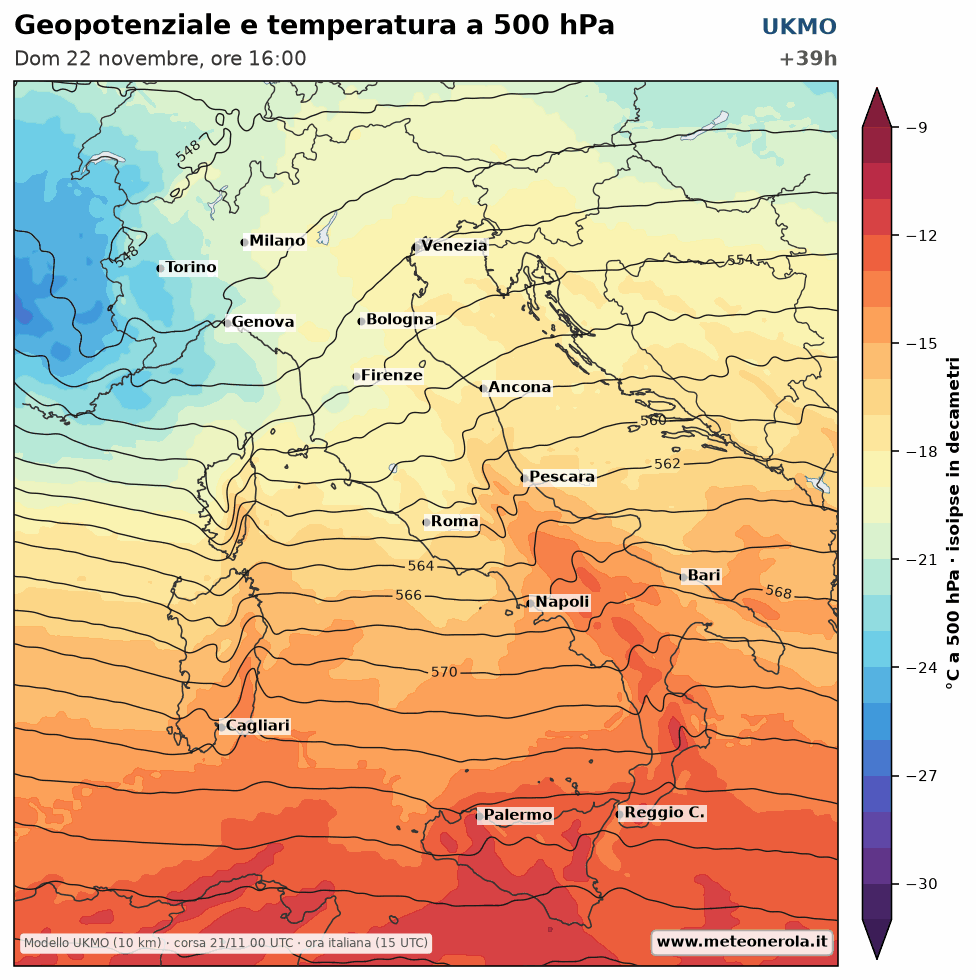 Geopotenziale e temperatura a 500 hPa
UKMO
Dom 22 novembre, ore 16:00
+39h
548
548
Milano
Venezia
Torino
554
Genova
Bologna
Firenze
Ancona
560
562
Pescara
Roma
564
Bari
566
568
Napoli
570
Cagliari
Palermo
Reggio C.
Modello UKMO (10 km) · corsa 21/11 00 UTC · ora italiana (15 UTC)
www.meteonerola.it
−9
−12
−15
−18
−21
−24
−27
−30
°C a 500 hPa · isoipse in decametri